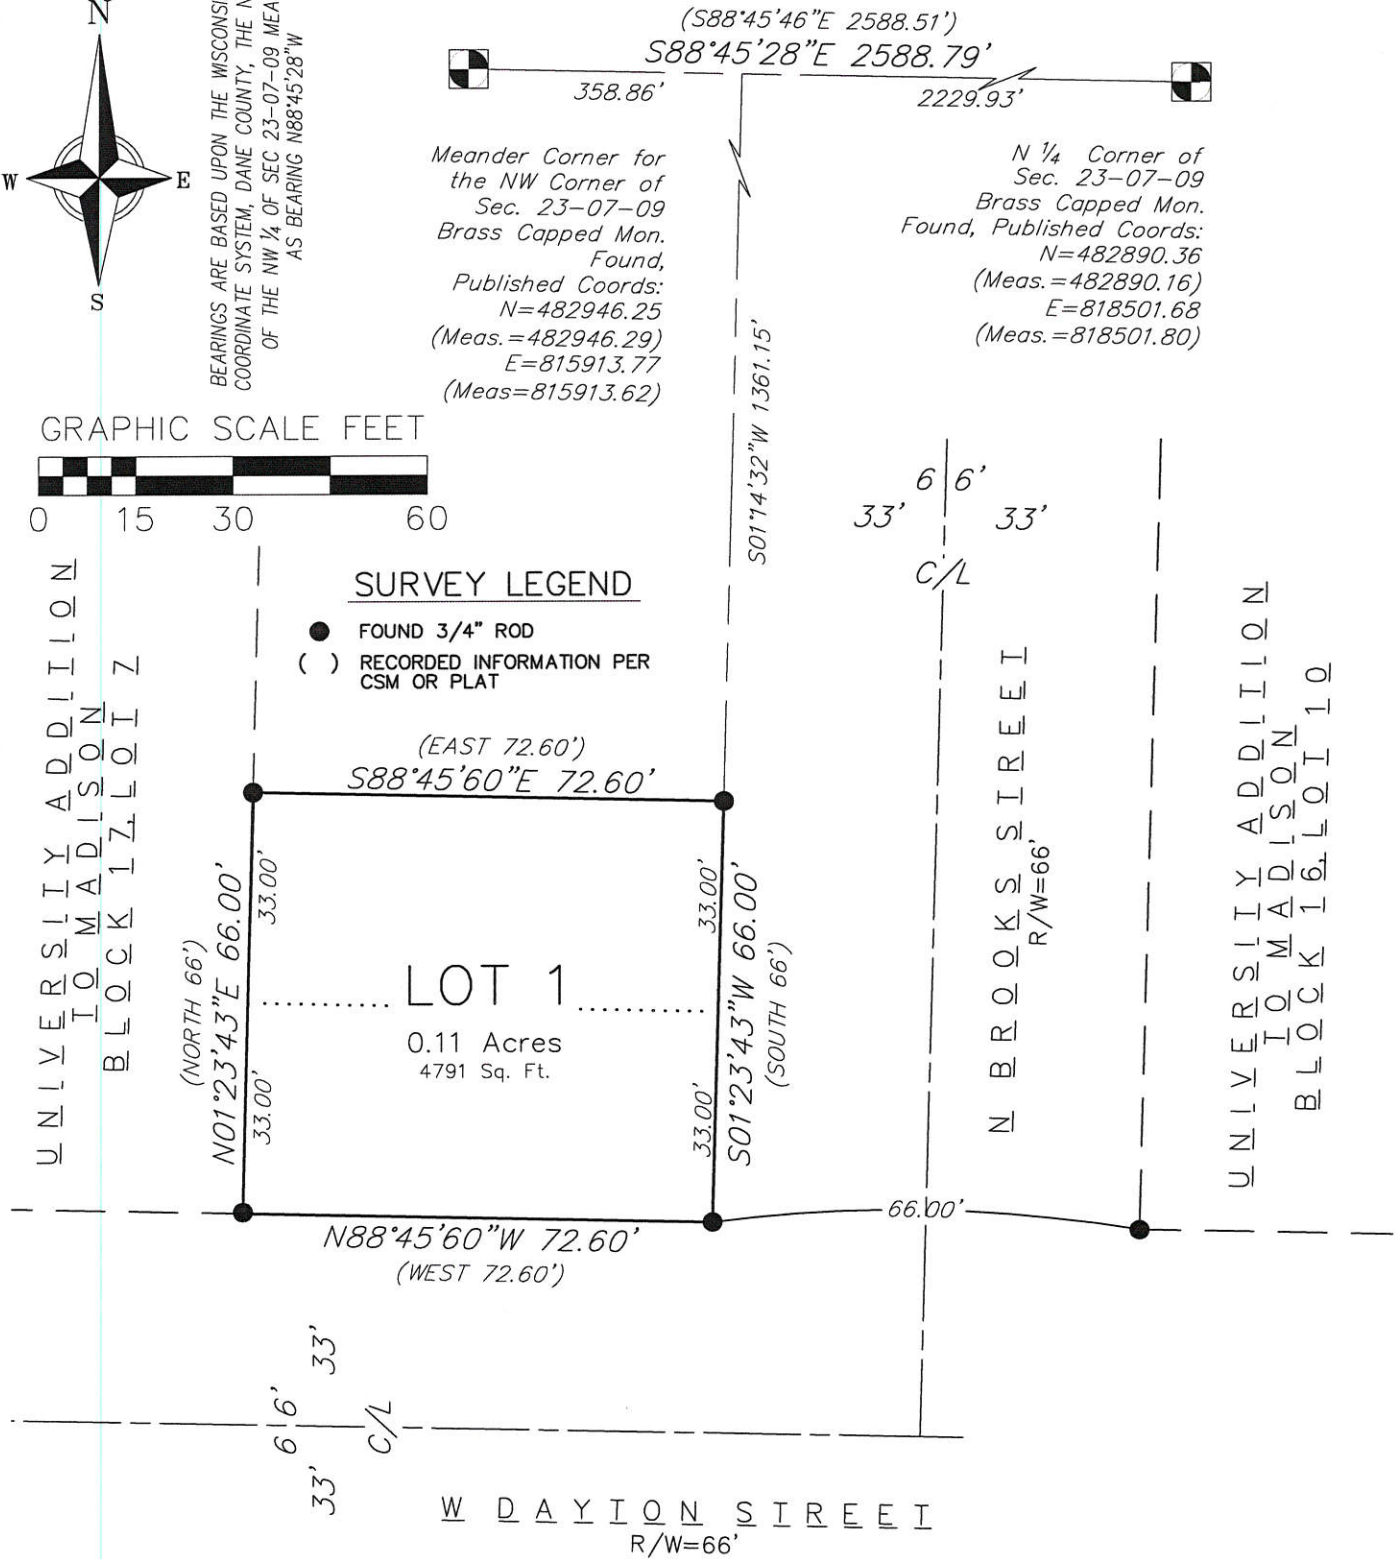 N
W
E
S
BEARINGS ARE BASED UPON THE
COORDINATE SYSTEM, DANE COUNTY, THE
OF THE NW ¼ OF SEC 23-07-09
AS BEARING N88°45'28"W
(S88°45'46"E 2588.51')
S88°45'28"E 2588.79'
358.86'
2229.93'
Meander Corner for
the NW Corner of
Sec. 23-07-09
Brass Capped Mon.
Found,
Published Coords:
N=482946.25
(Meas.=482946.29)
E=815913.77
(Meas=815913.62)
N ¼ Corner of
Sec. 23-07-09
Brass Capped Mon.
Found, Published Coords:
N=482890.36
(Meas.=482890.16)
E=818501.68
(Meas.=818501.80)
S01°14'32"W 1361.15'
GRAPHIC SCALE FEET
0 15 30 60
SURVEY LEGEND
FOUND 3/4" ROD
( ) RECORDED INFORMATION PER
CSM OR PLAT
6 6'
33' 33'
C/L
UNIVERSITY ADDITION
TO MADISON
BLOCK 17, LOT 7
(EAST 72.60')
S88°45'60"E 72.60'
(NORTH 66')
N01°23'43"E 66.00'
33.00'
33.00'
LOT 1
0.11 Acres
4791 Sq. Ft.
33.00'
33.00'
S01°23'43"W 66.00'
(SOUTH 66')
N BROOKS STREET
R/W=66'
UNIVERSITY ADDITION
TO MADISON
BLOCK 16, LOT 10
66.00'
N88°45'60"W 72.60'
(WEST 72.60')
33'
6 6'
C/L
33'
W DAYTON STREET
R/W=66'